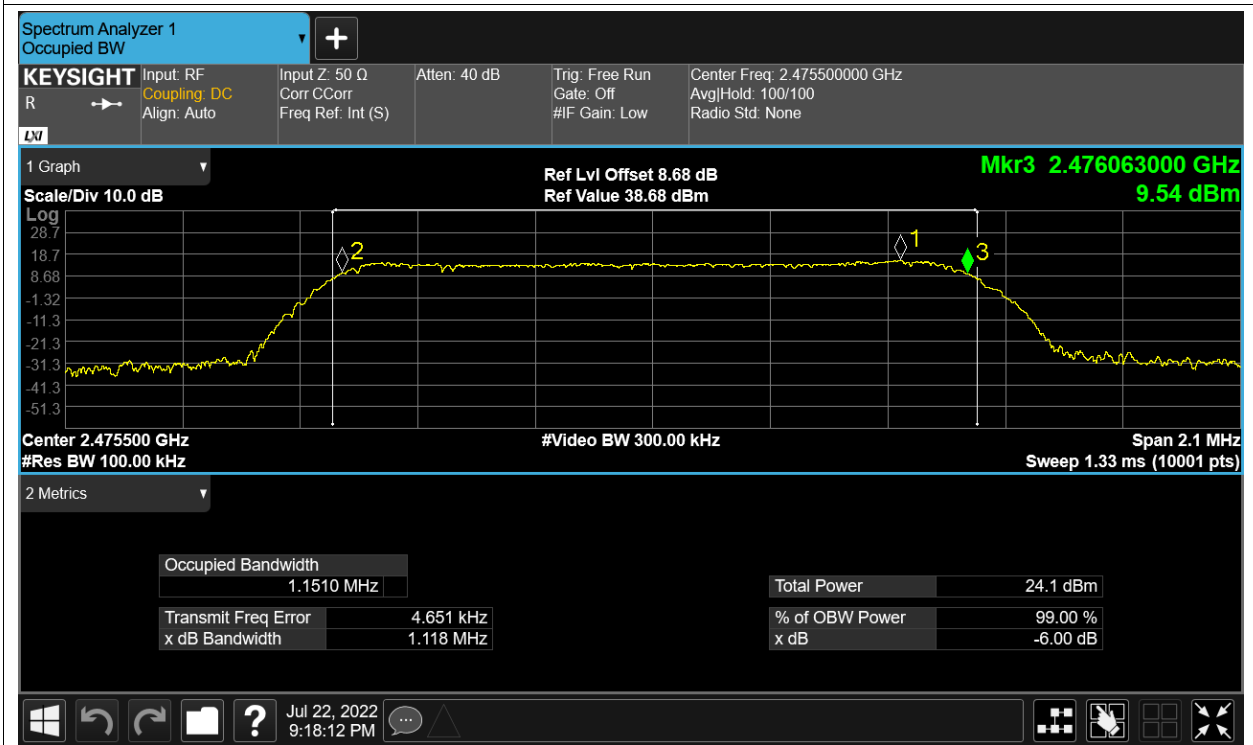 Spectrum Analyzer 1
Occupied BW
KEYSIGHT
R
LXI
Input: RF
Coupling: DC
Align: Auto
Input Z: 50 Ω
Corr CCorr
Freq Ref: Int (S)
Atten: 40 dB
Trig: Free Run
Gate: Off
#IF Gain: Low
Center Freq: 2.475500000 GHz
Avg|Hold: 100/100
Radio Std: None
1 Graph
Scale/Div 10.0 dB
Ref Lvl Offset 8.68 dB
Ref Value 38.68 dBm
Mkr3 2.476063000 GHz
9.54 dBm
Log
28.7
18.7
8.68
-1.32
-11.3
-21.3
-31.3
-41.3
-51.3
2
1
3
Center 2.475500 GHz
#Video BW 300.00 kHz
Span 2.1 MHz
#Res BW 100.00 kHz
Sweep 1.33 ms (10001 pts)
2 Metrics
Occupied Bandwidth
1.1510 MHz
Total Power 24.1 dBm
Transmit Freq Error 4.651 kHz
% of OBW Power 99.00 %
x dB Bandwidth 1.118 MHz
x dB -6.00 dB
?
Jul 22, 2022
9:18:12 PM